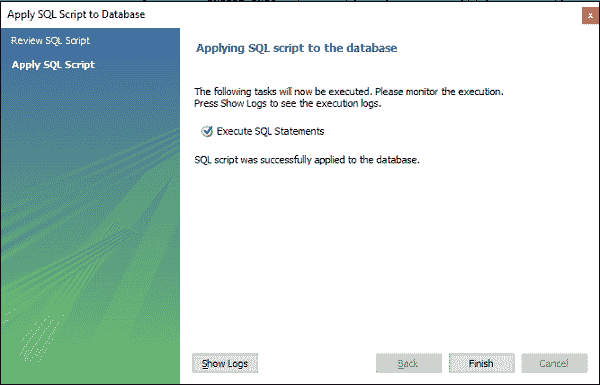 Apply SQL Script to Database
x
Review SQL Script
Apply SQL Script
Applying SQL script to the database
The following tasks will now be executed. Please monitor the execution.
Press Show Logs to see the execution logs.
Execute SQL Statements
SQL script was successfully applied to the database.
Show Logs
Back
Finish
Cancel